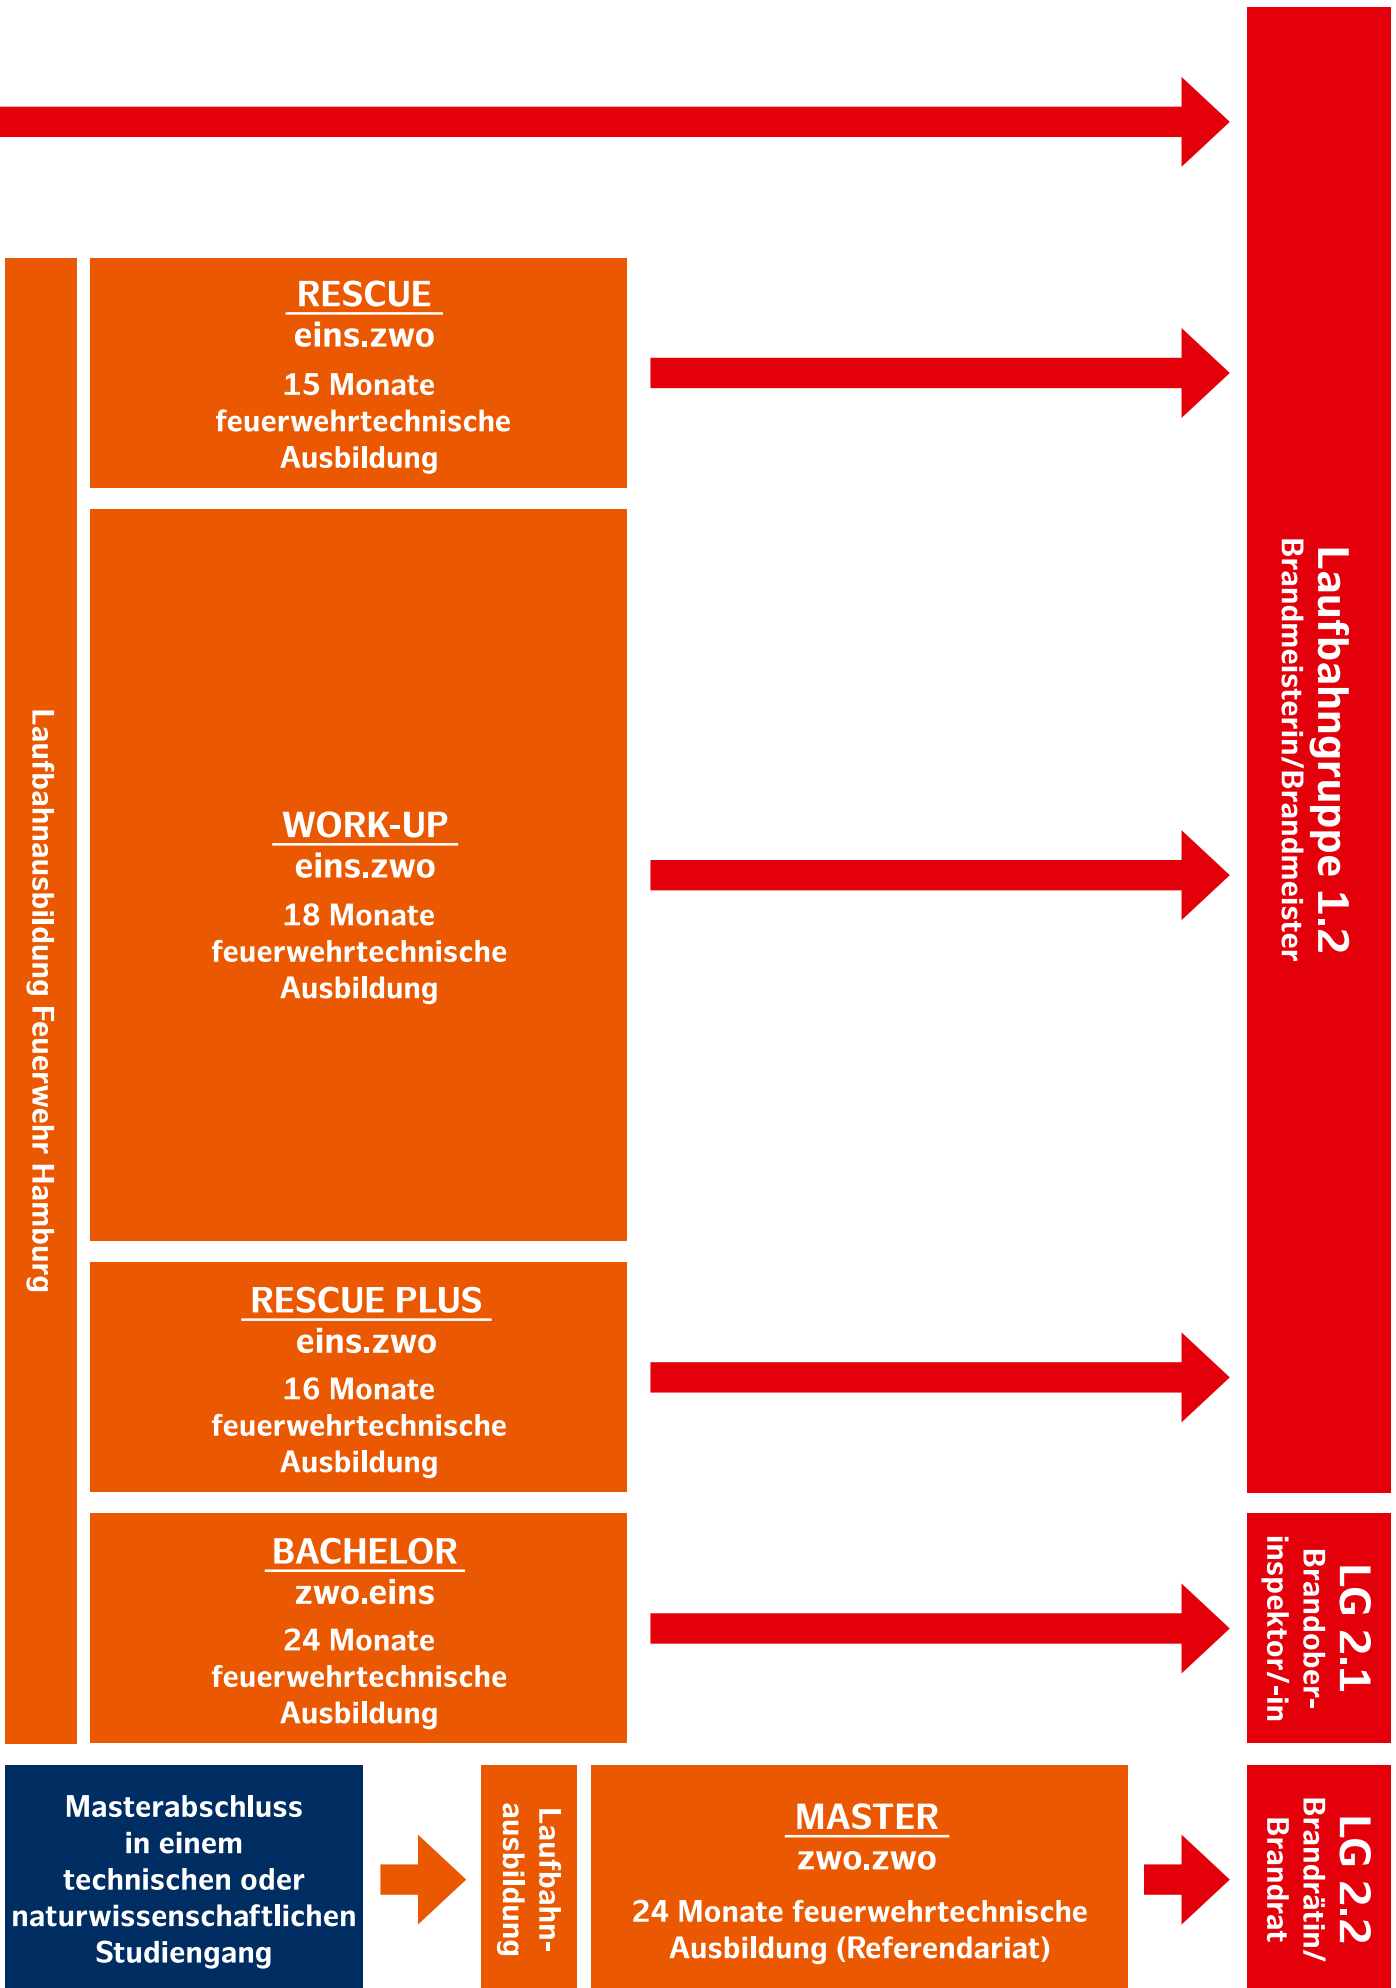 Laufbahnausbildung Feuerwehr Hamburg
RESCUE
eins.zwo
15 Monate
feuerwehrtechnische
Ausbildung
WORK-UP
eins.zwo
18 Monate
feuerwehrtechnische
Ausbildung
RESCUE PLUS
eins.zwo
16 Monate
feuerwehrtechnische
Ausbildung
BACHELOR
zwo.eins
24 Monate
feuerwehrtechnische
Ausbildung
Laufbahngruppe 1.2
Brandmeisterin/Brandmeister
LG 2.1
Brandober-
inspektor/-in
Masterabschluss
in einem
technischen oder
naturwissenschaftlichen
Studiengang
Laufbahn-
ausbildung
MASTER
zwo.zwo
24 Monate feuerwehrtechnische
Ausbildung (Referendariat)
LG 2.2
Brandrätin/
Brandrat